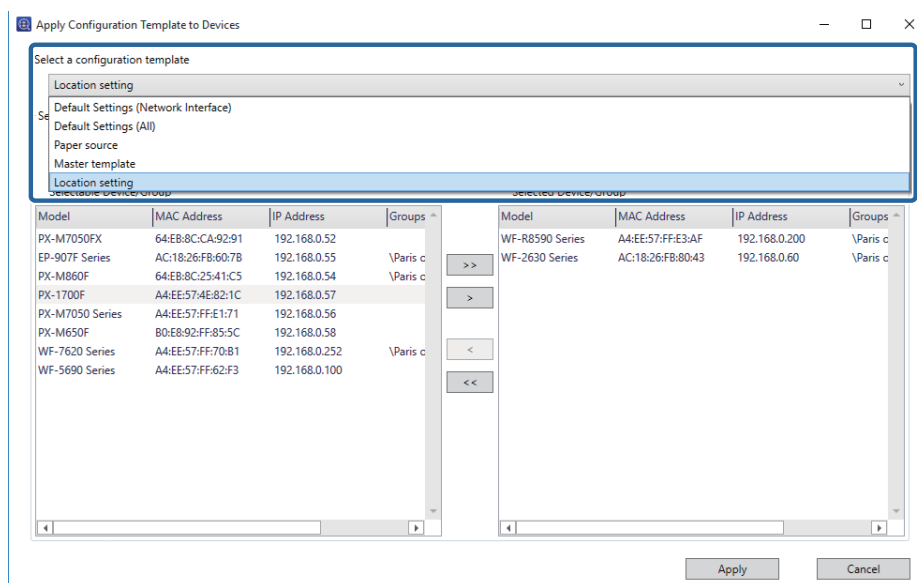 Apply Configuration Template to Devices
Select a configuration template
Location setting
Se
Default Settings (Network Interface)
Default Settings (All)
Paper source
Master template
Location setting
Selectable Device/Group Selected Device/Group
Model MAC Address IP Address Groups Model MAC Address IP Address Groups
PX-M7050FX 64:EB:8C:CA:92:91 192.168.0.52 WF-R8590 Series A4:EE:57:FF:E3:AF 192.168.0.200 \Paris o
EP-907F Series AC:18:26:FB:60:7B 192.168.0.55 \Paris o >> WF-2630 Series AC:18:26:FB:80:43 192.168.0.60 \Paris o
PX-M860F 64:EB:8C:25:41:C5 192.168.0.54 \Paris o
PX-1700F A4:EE:57:4E:82:1C 192.168.0.57 >
PX-M7050 Series A4:EE:57:FF:E1:71 192.168.0.56
PX-M650F B0:E8:92:FF:85:5C 192.168.0.58
WF-7620 Series A4:EE:57:FF:70:B1 192.168.0.252 \Paris o <
WF-5690 Series A4:EE:57:FF:62:F3 192.168.0.100
<<
Apply Cancel